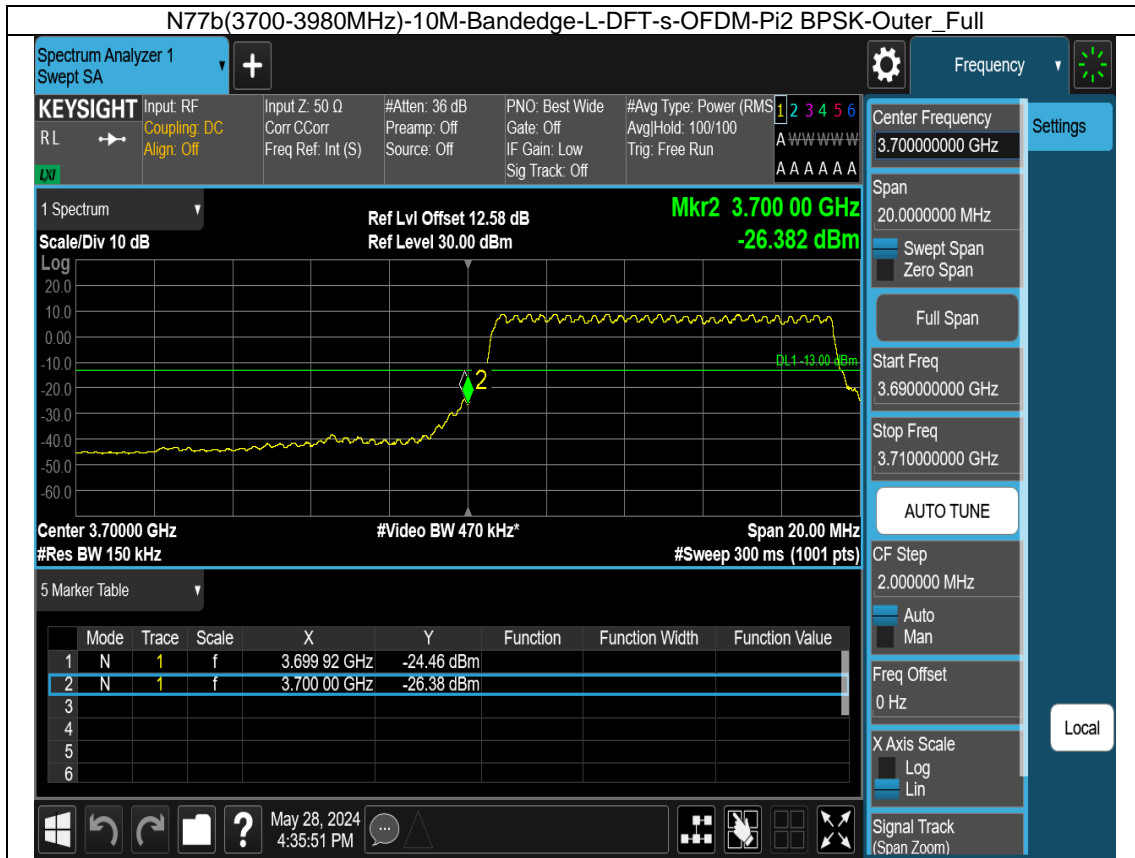 N77b(3700-3980MHz)-10M-Bandedge-L-DFT-s-OFDM-Pi2 BPSK-Outer_Full
Spectrum Analyzer 1
Swept SA
Frequency
KEYSIGHT
RL
LXI
Input: RF
Coupling: DC
Align: Off
Input Z: 50 Ω
Corr CCorr
Freq Ref: Int (S)
#Atten: 36 dB
Preamp: Off
Source: Off
PNO: Best Wide
Gate: Off
IF Gain: Low
Sig Track: Off
#Avg Type: Power (RMS
Avg|Hold: 100/100
Trig: Free Run
1 2 3 4 5 6
A W W W W W
A A A A A A
Center Frequency
3.700000000 GHz
Settings
Span
20.0000000 MHz
Swept Span
Zero Span
Full Span
Start Freq
3.690000000 GHz
Stop Freq
3.710000000 GHz
AUTO TUNE
CF Step
2.000000 MHz
Auto
Man
Freq Offset
0 Hz
X Axis Scale
Log
Lin
Signal Track
(Span Zoom)
Local
1 Spectrum
Scale/Div 10 dB
Ref Lvl Offset 12.58 dB
Ref Level 30.00 dBm
Mkr2 3.700 00 GHz
-26.382 dBm
Log
20.0
10.0
0.00
-10.0
-20.0
-30.0
-40.0
-50.0
-60.0
DL1 -13.00 dBm
2
Center 3.70000 GHz
#Video BW 470 kHz*
Span 20.00 MHz
#Res BW 150 kHz
#Sweep 300 ms (1001 pts)
5 Marker Table
Mode Trace Scale X Y Function Function Width Function Value
1 N 1 f 3.699 92 GHz -24.46 dBm
2 N 1 f 3.700 00 GHz -26.38 dBm
3
4
5
6
May 28, 2024
4:35:51 PM